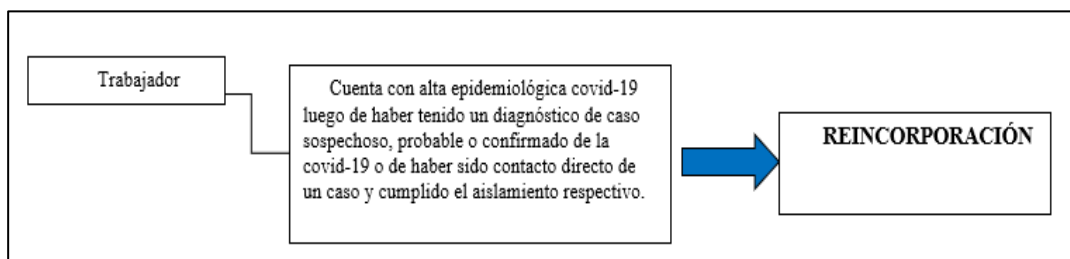 Trabajador
Cuenta con alta epidemiológica covid-19
luego de haber tenido un diagnóstico de caso
sospechoso, probable o confirmado de la
covid-19 o de haber sido contacto directo de
un caso y cumplido el aislamiento respectivo.
REINCORPORACIÓN